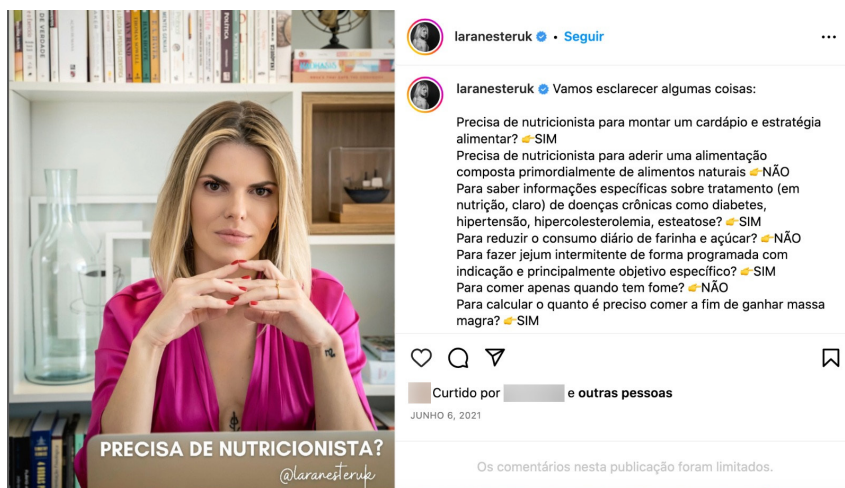 DE VERDADE
AYN RAND
POLÍTICA
PRECISA DE NUTRICIONISTA?
@laranesteruk
laranesteruk • Seguir
laranesteruk Vamos esclarecer algumas coisas:
Precisa de nutricionista para montar um cardápio e estratégia
alimentar? 👉SIM
Precisa de nutricionista para aderir uma alimentação
composta primordialmente de alimentos naturais 👉NÃO
Para saber informações específicas sobre tratamento (em
nutrição, claro) de doenças crônicas como diabetes,
hipertensão, hipercolesterolemia, esteatose? 👉SIM
Para reduzir o consumo diário de farinha e açúcar? 👉NÃO
Para fazer jejum intermitente de forma programada com
indicação e principalmente objetivo específico? 👉SIM
Para comer apenas quando tem fome? 👉NÃO
Para calcular o quanto é preciso comer a fim de ganhar massa
magra? 👉SIM
Curtido por e outras pessoas
JUNHO 6, 2021
Os comentários nesta publicação foram limitados.